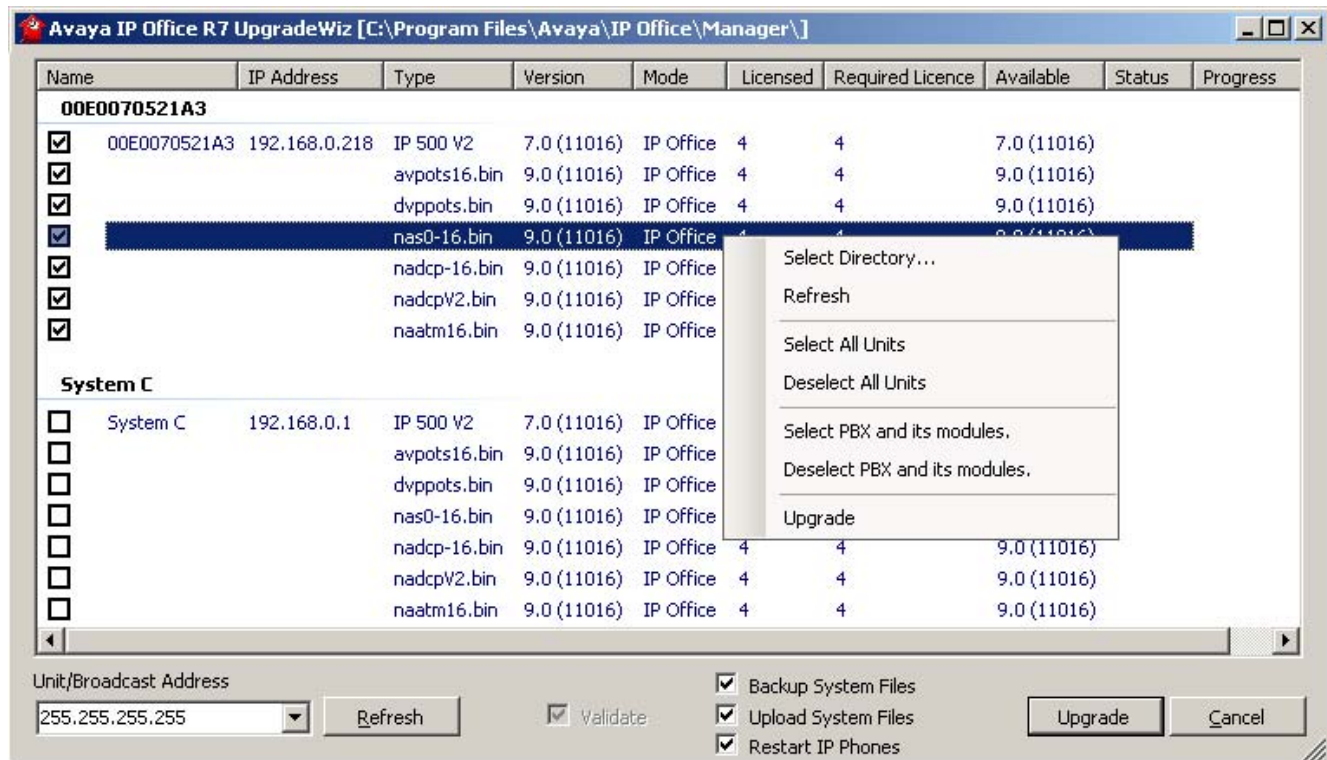 Avaya IP Office R7 UpgradeWiz [C:\Program Files\Avaya\IP Office\Manager\]
Name IP Address Type Version Mode Licensed Required Licence Available Status Progress
00E0070521A3
00E0070521A3 192.168.0.218 IP 500 V2 7.0 (11016) IP Office 4 4 7.0 (11016)
avpots16.bin 9.0 (11016) IP Office 4 4 9.0 (11016)
dvppots.bin 9.0 (11016) IP Office 4 4 9.0 (11016)
nas0-16.bin 9.0 (11016) IP Office 4 4 9.0 (11016)
nadcp-16.bin 9.0 (11016) IP Office
nadcpV2.bin 9.0 (11016) IP Office
naatm16.bin 9.0 (11016) IP Office
Select Directory...
Refresh
Select All Units
Deselect All Units
Select PBX and its modules.
Deselect PBX and its modules.
Upgrade
System C
System C 192.168.0.1 IP 500 V2 7.0 (11016) IP Office
avpots16.bin 9.0 (11016) IP Office
dvppots.bin 9.0 (11016) IP Office
nas0-16.bin 9.0 (11016) IP Office
nadcp-16.bin 9.0 (11016) IP Office 4 4 9.0 (11016)
nadcpV2.bin 9.0 (11016) IP Office 4 4 9.0 (11016)
naatm16.bin 9.0 (11016) IP Office 4 4 9.0 (11016)
Unit/Broadcast Address
255.255.255.255
Refresh
Validate
Backup System Files
Upload System Files
Restart IP Phones
Upgrade
Cancel